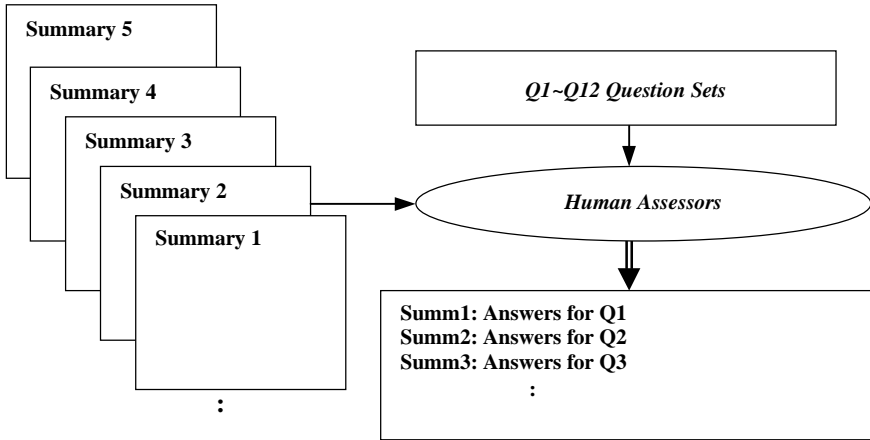 Summary 5
Summary 4
Summary 3
Summary 2
Summary 1
:
Q1~Q12 Question Sets
Human Assessors
Summ1: Answers for Q1
Summ2: Answers for Q2
Summ3: Answers for Q3
: